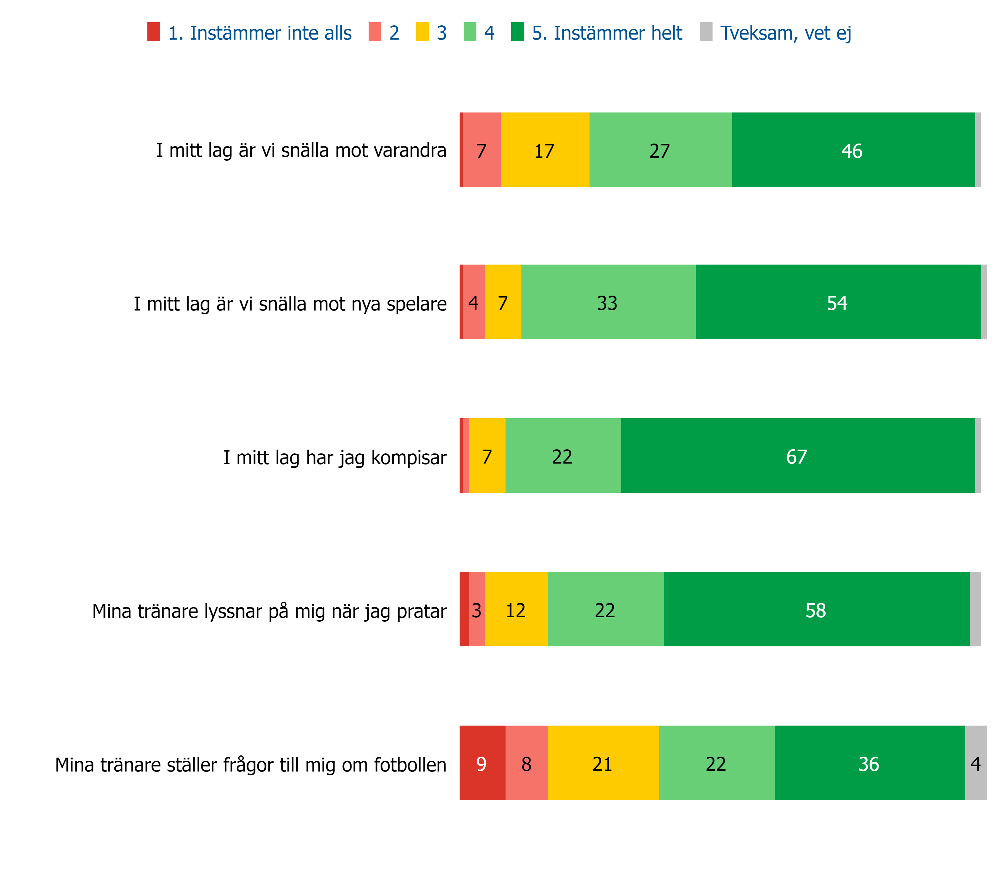 1. Instämmer inte alls 2 3 4 5. Instämmer helt Tveksam, vet ej
I mitt lag är vi snälla mot varandra 7 17 27 46
I mitt lag är vi snälla mot nya spelare 4 7 33 54
I mitt lag har jag kompisar 7 22 67
Mina tränare lyssnar på mig när jag pratar 3 12 22 58
Mina tränare ställer frågor till mig om fotbollen 9 8 21 22 36 4